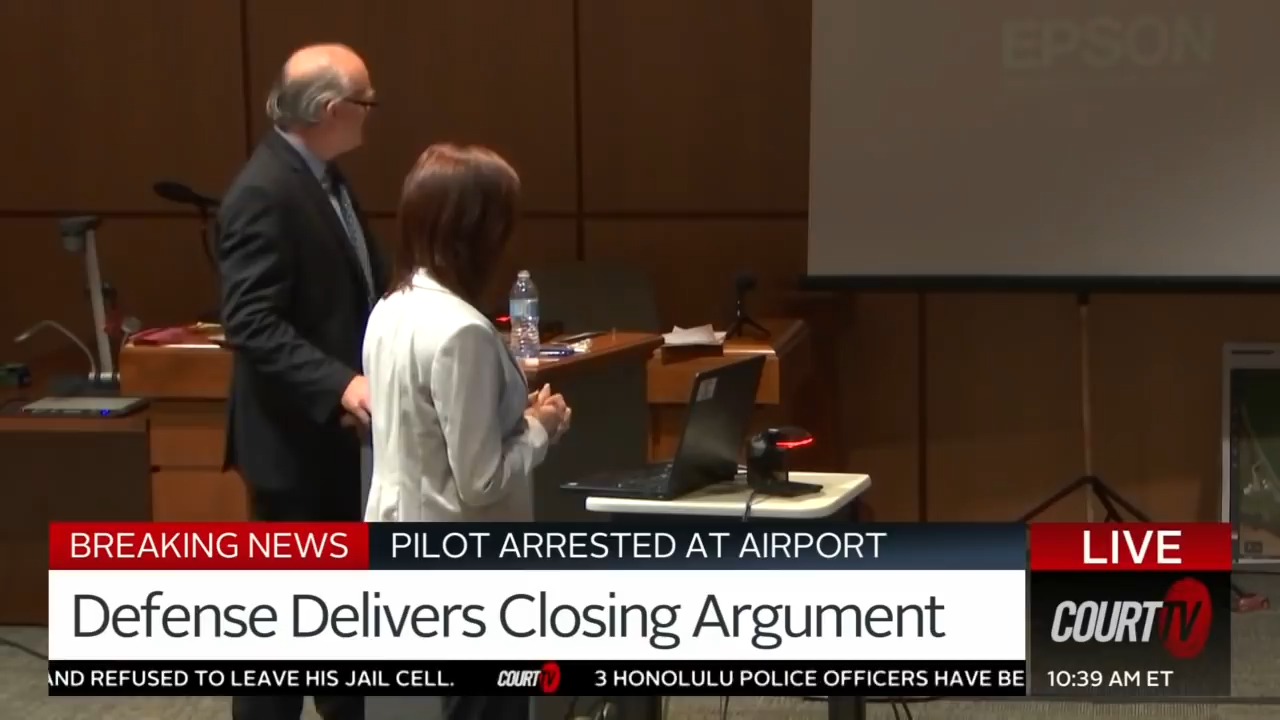 EPSON
BREAKING NEWS
PILOT ARRESTED AT AIRPORT
LIVE
Defense Delivers Closing Argument
COURT TV
AND REFUSED TO LEAVE HIS JAIL CELL. COURT TV 3 HONOLULU POLICE OFFICERS HAVE BE
10:39 AM ET